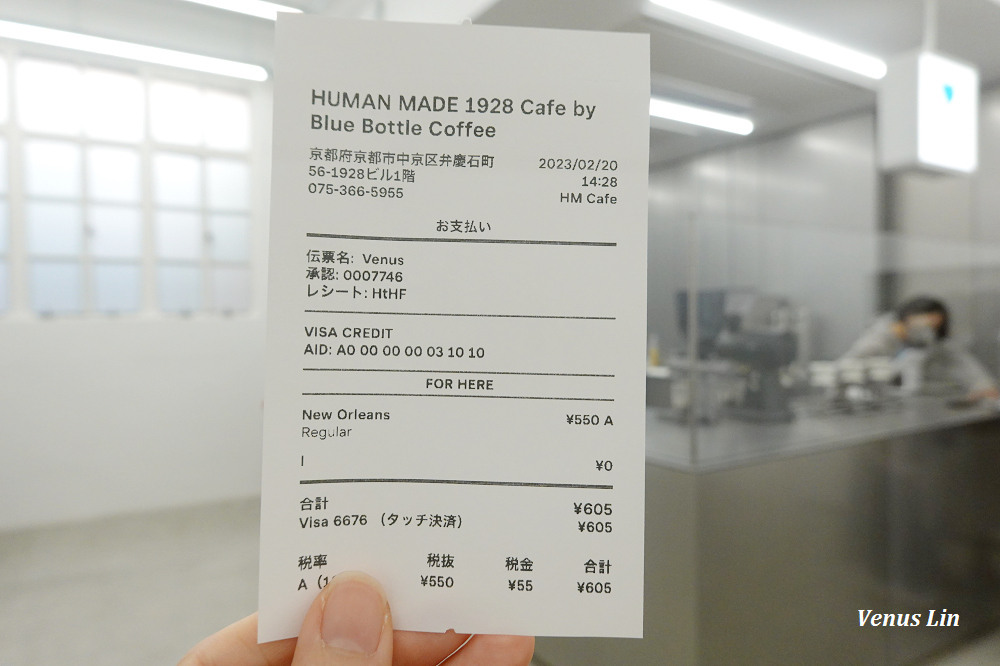 HUMAN MADE 1928 Cafe by
Blue Bottle Coffee
京都府京都市中京区弁慶石町
56-1928ビル1階
075-366-5955
2023/02/20
14:28
HM Cafe
お支払い
伝票名: Venus
承認: 0007746
レシート: HtHF
VISA CREDIT
AID: A0 00 00 00 03 10 10
FOR HERE
New Orleans ¥550 A
Regular
I ¥0
合計 ¥605
Visa 6676 （タッチ決済） ¥605
税率 税抜 税金 合計
A ¥550 ¥55 ¥605
Venus Lin